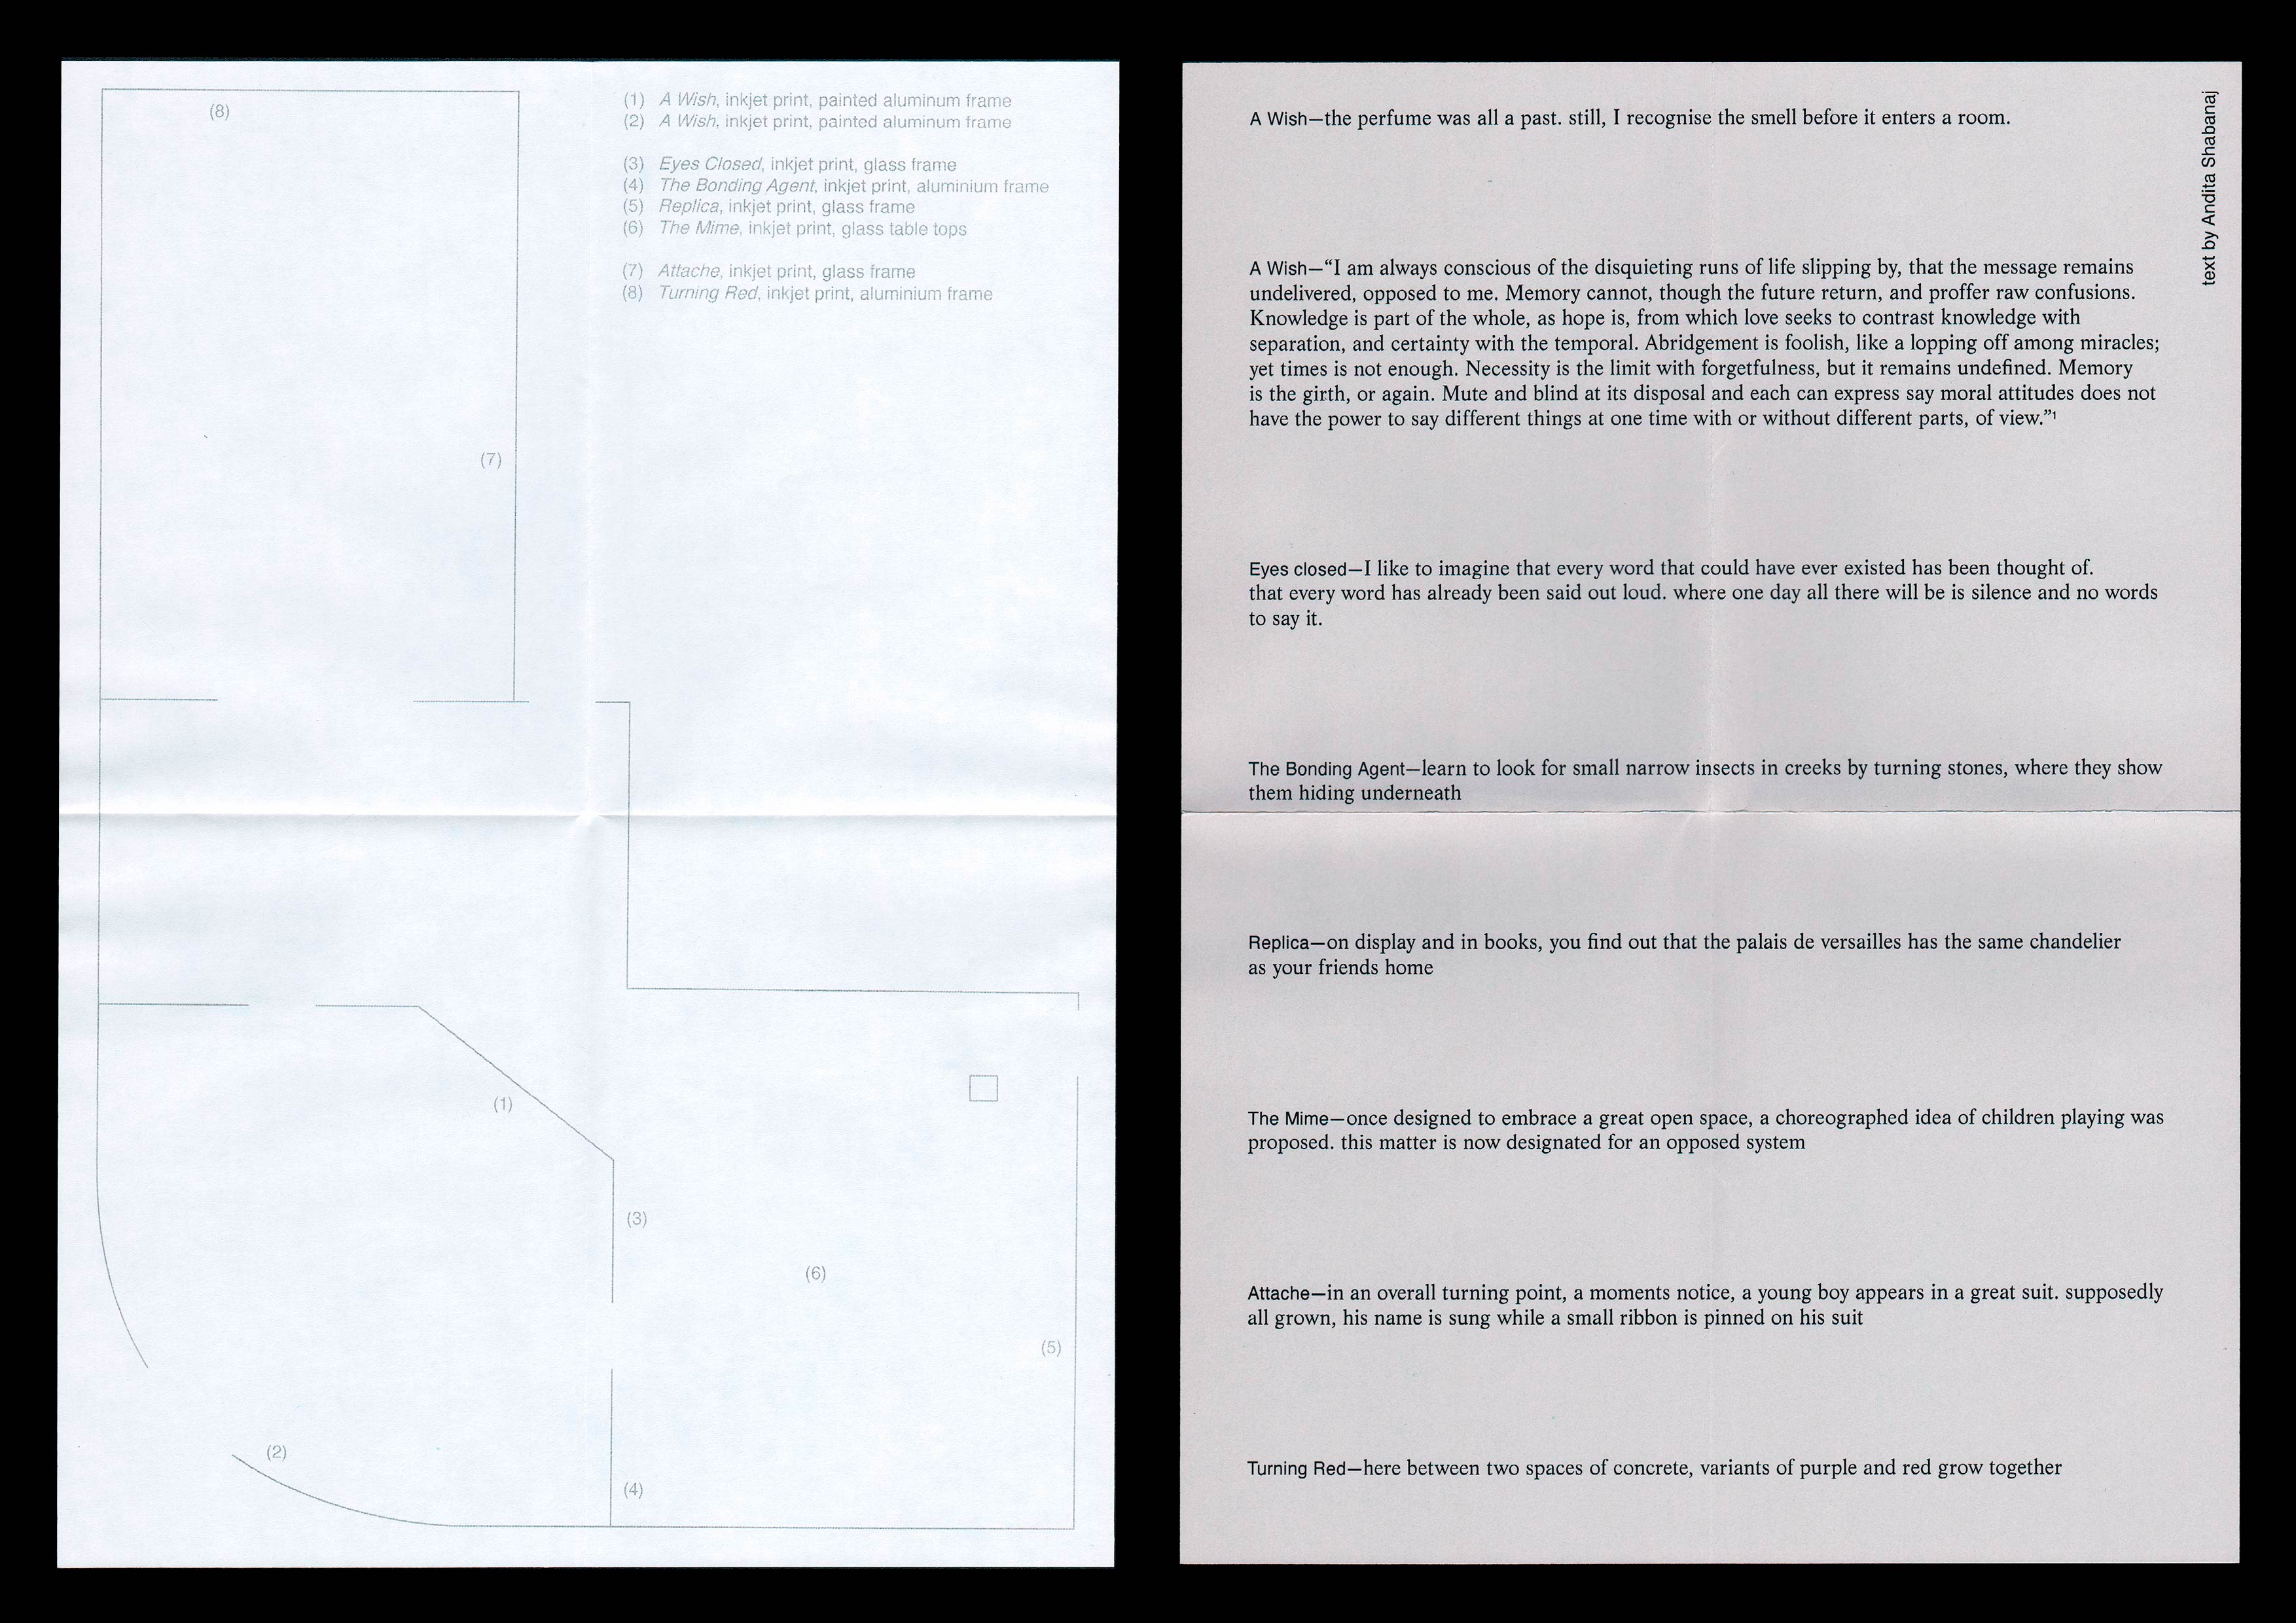 (8)
(1) A Wish, inkjet print, painted aluminum frame
(2) A Wish, inkjet print, painted aluminum frame
(3) Eyes Closed, inkjet print, glass frame
(4) The Bonding Agent, inkjet print, aluminium frame
(5) Replica, inkjet print, glass frame
(6) The Mime, inkjet print, glass table tops
(7) Attache, inkjet print, glass frame
(8) Turning Red, inkjet print, aluminium frame
(7)
(1)
(3)
(6)
(5)
(2)
(4)
text by Andita Shabanaj
A Wish—the perfume was all a past. still, I recognise the smell before it enters a room.
A Wish—“I am always conscious of the disquieting runs of life slipping by, that the message remains
undelivered, opposed to me. Memory cannot, though the future return, and proffer raw confusions.
Knowledge is part of the whole, as hope is, from which love seeks to contrast knowledge with
separation, and certainty with the temporal. Abridgement is foolish, like a lopping off among miracles;
yet times is not enough. Necessity is the limit with forgetfulness, but it remains undefined. Memory
is the girth, or again. Mute and blind at its disposal and each can express say moral attitudes does not
have the power to say different things at one time with or without different parts, of view.”¹
Eyes closed—I like to imagine that every word that could have ever existed has been thought of.
that every word has already been said out loud. where one day all there will be is silence and no words
to say it.
The Bonding Agent—learn to look for small narrow insects in creeks by turning stones, where they show
them hiding underneath
Replica—on display and in books, you find out that the palais de versailles has the same chandelier
as your friends home
The Mime—once designed to embrace a great open space, a choreographed idea of children playing was
proposed. this matter is now designated for an opposed system
Attache—in an overall turning point, a moments notice, a young boy appears in a great suit. supposedly
all grown, his name is sung while a small ribbon is pinned on his suit
Turning Red—here between two spaces of concrete, variants of purple and red grow together